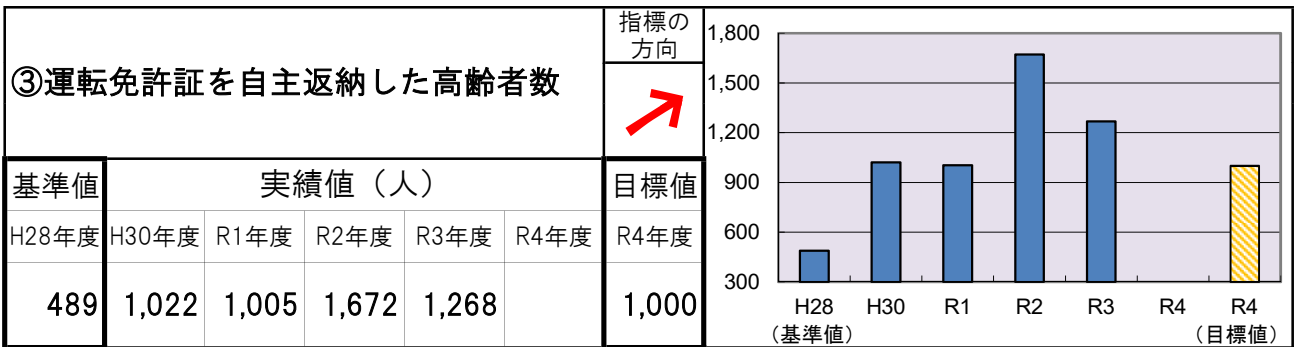 ③運転免許証を自主返納した高齢者数
指標の
方向
基準値 実績値（人） 目標値
H28年度 H30年度 R1年度 R2年度 R3年度 R4年度 R4年度
489 1,022 1,005 1,672 1,268 1,000
1,800
1,500
1,200
900
600
300
H28 H30 R1 R2 R3 R4 R4
（基準値） （目標値）